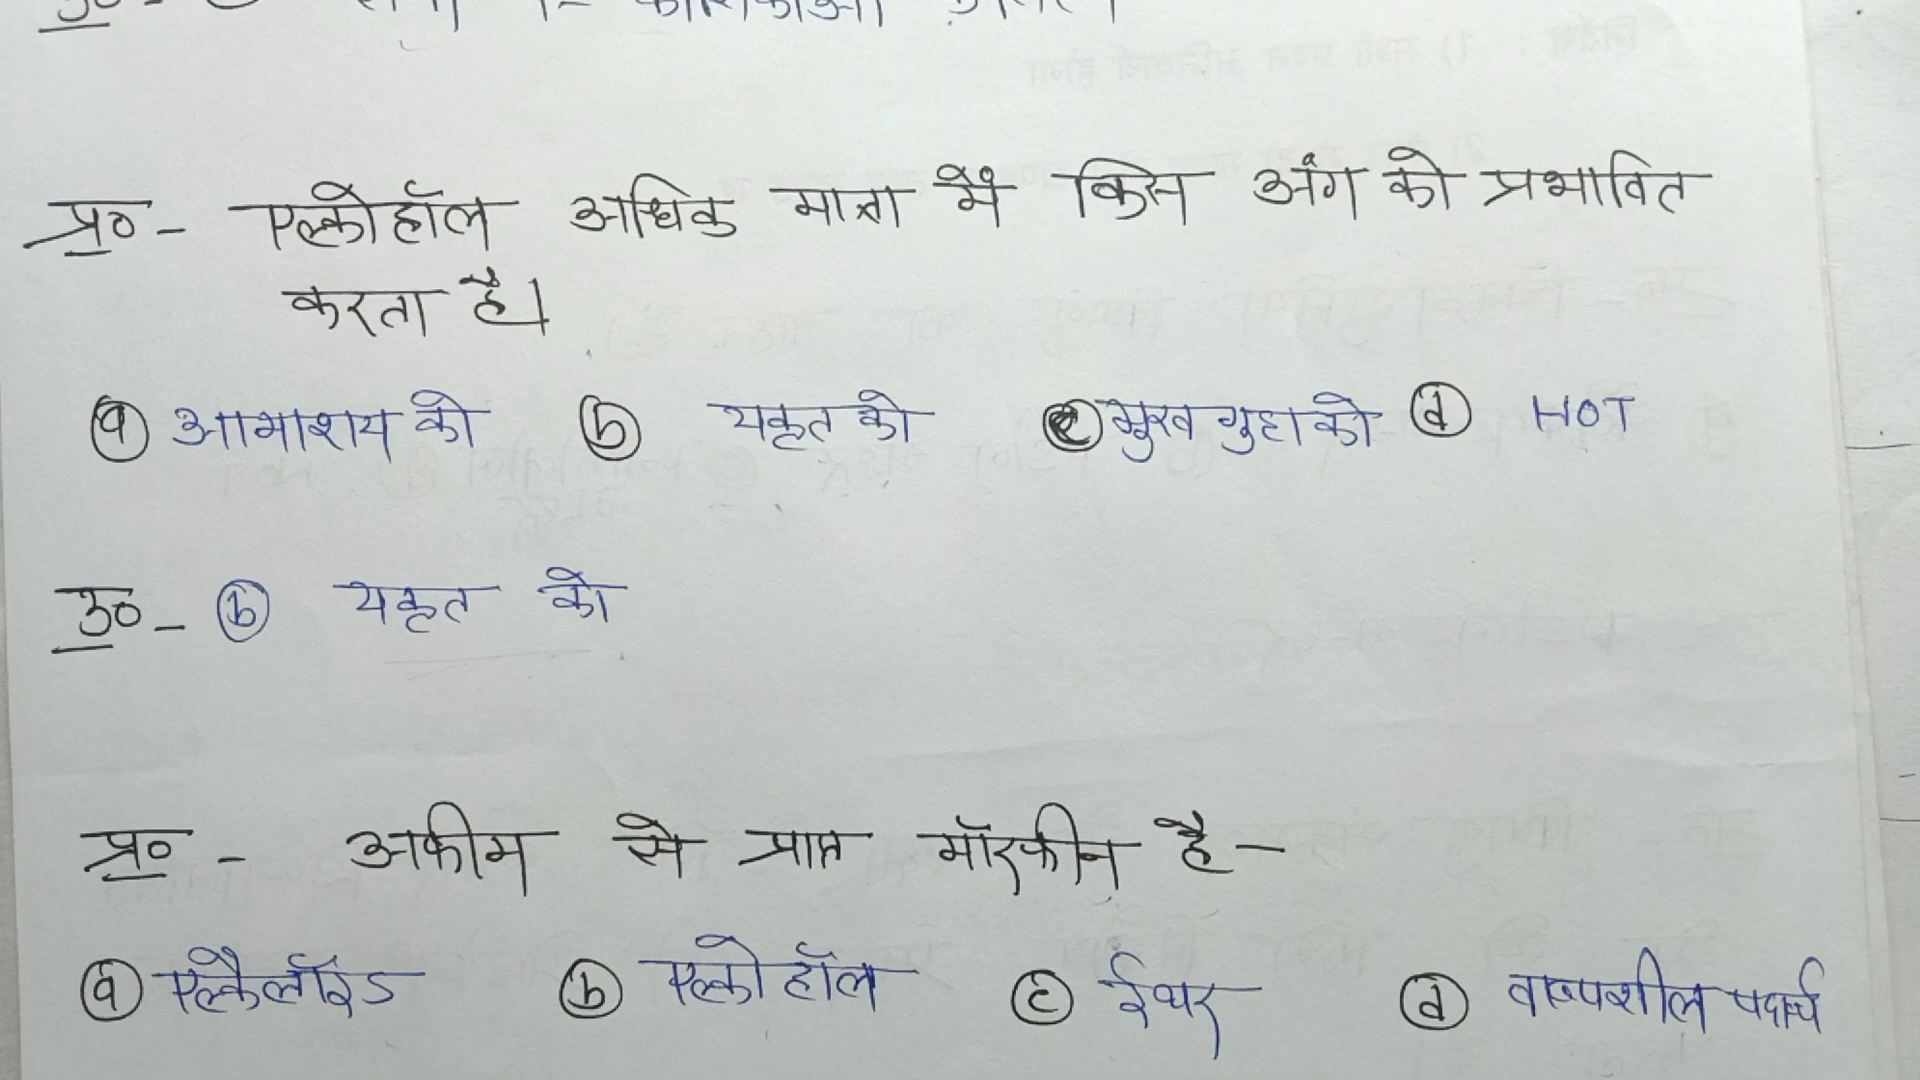 प्र०- एल्कोहॉल अधिक मात्रा में किस अंग को प्रभावित
करता है।
ⓐ आमाशय को ⓑ यकृत को ⓒ मुख गुहा को ⓓ HOT
उ०- ⓑ यकृत को
प्र०- अफीम से प्राप्त मॉरफीन है-
ⓐ एल्कैलॉइड ⓑ एल्को हॉल ⓒ ईथर ⓓ वाष्पशील पदार्थ